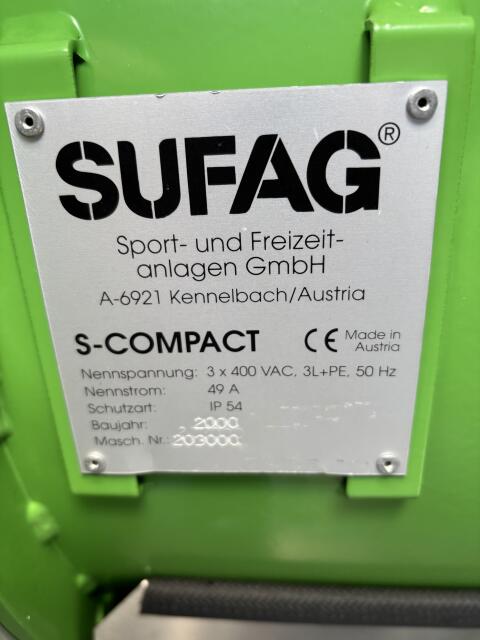 SUFAG®
Sport- und Freizeit-
anlagen GmbH
A-6921 Kennelbach/Austria
S-COMPACT CE Made in
Austria
Nennspannung: 3 x 400 VAC, 3L+PE, 50 Hz
Nennstrom: 49 A
Schutzart: IP 54
Baujahr: 2000
Masch. Nr.: 203000